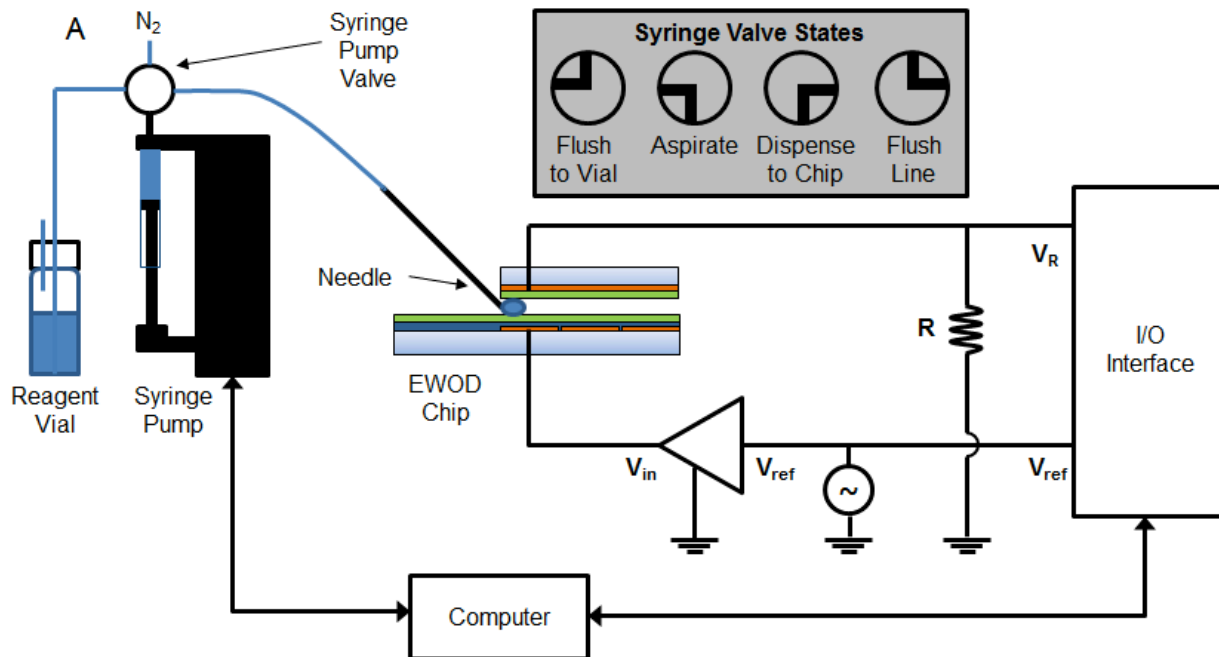 A
N2
Syringe
Pump
Valve
Syringe Valve States
Flush
to Vial
Aspirate
Dispense
to Chip
Flush
Line
Needle
VR
R
I/O
Interface
EWOD
Chip
Reagent
Vial
Syringe
Pump
Vin
Vref
~
Vref
Computer